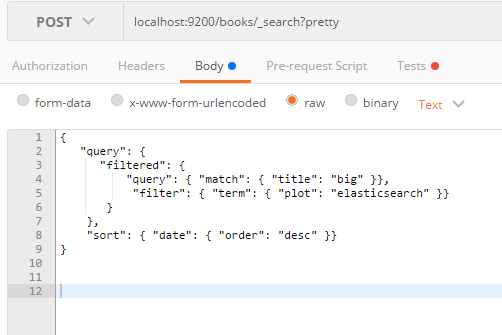 POST localhost:9200/books/_search?pretty
Authorization Headers Body Pre-request Script Tests
form-data x-www-form-urlencoded raw binary Text
1 {
2 "query": {
3 "filtered": {
4 "query": { "match": { "title": "big" }},
5 "filter": { "term": { "plot": "elasticsearch" }}
6 }
7 },
8 "sort": { "date": { "order": "desc" }}
9 }
10
11
12